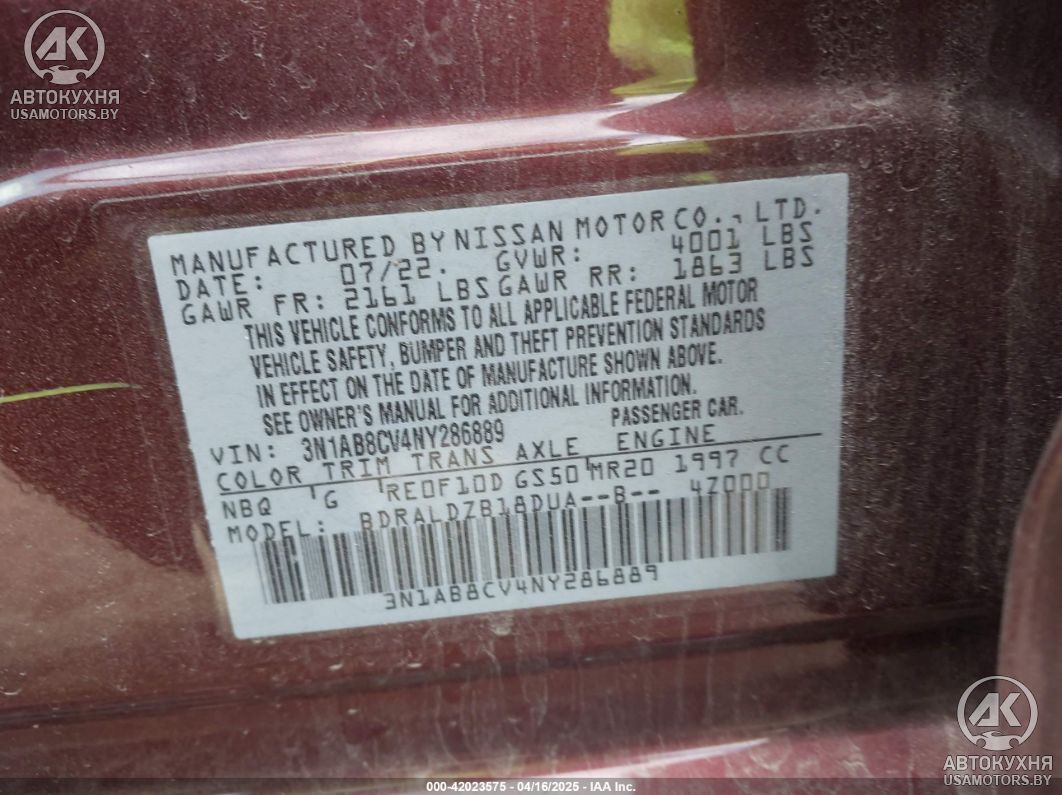 AK
АВТОКУХНЯ
USAMOTORS.BY
MANUFACTURED BY NISSAN MOTOR CO., LTD.
DATE: 07/22. GVWR: 4001 LBS
GAWR FR: 2161 LBS GAWR RR: 1863 LBS
THIS VEHICLE CONFORMS TO ALL APPLICABLE FEDERAL MOTOR
VEHICLE SAFETY, BUMPER AND THEFT PREVENTION STANDARDS
IN EFFECT ON THE DATE OF MANUFACTURE SHOWN ABOVE.
SEE OWNER'S MANUAL FOR ADDITIONAL INFORMATION.
VIN: 3N1AB8CV4NY286889 PASSENGER CAR.
COLOR TRIM TRANS AXLE ENGINE
NBQ G RE0F10D GS50 MR20 1997 CC
MODEL: BDRALDZB18DUA--B-- 4Z000
3N1AB8CV4NY286889
AK
АВТОКУХНЯ
USAMOTORS.BY
000-42023575 - 04/16/2025 - IAA Inc.